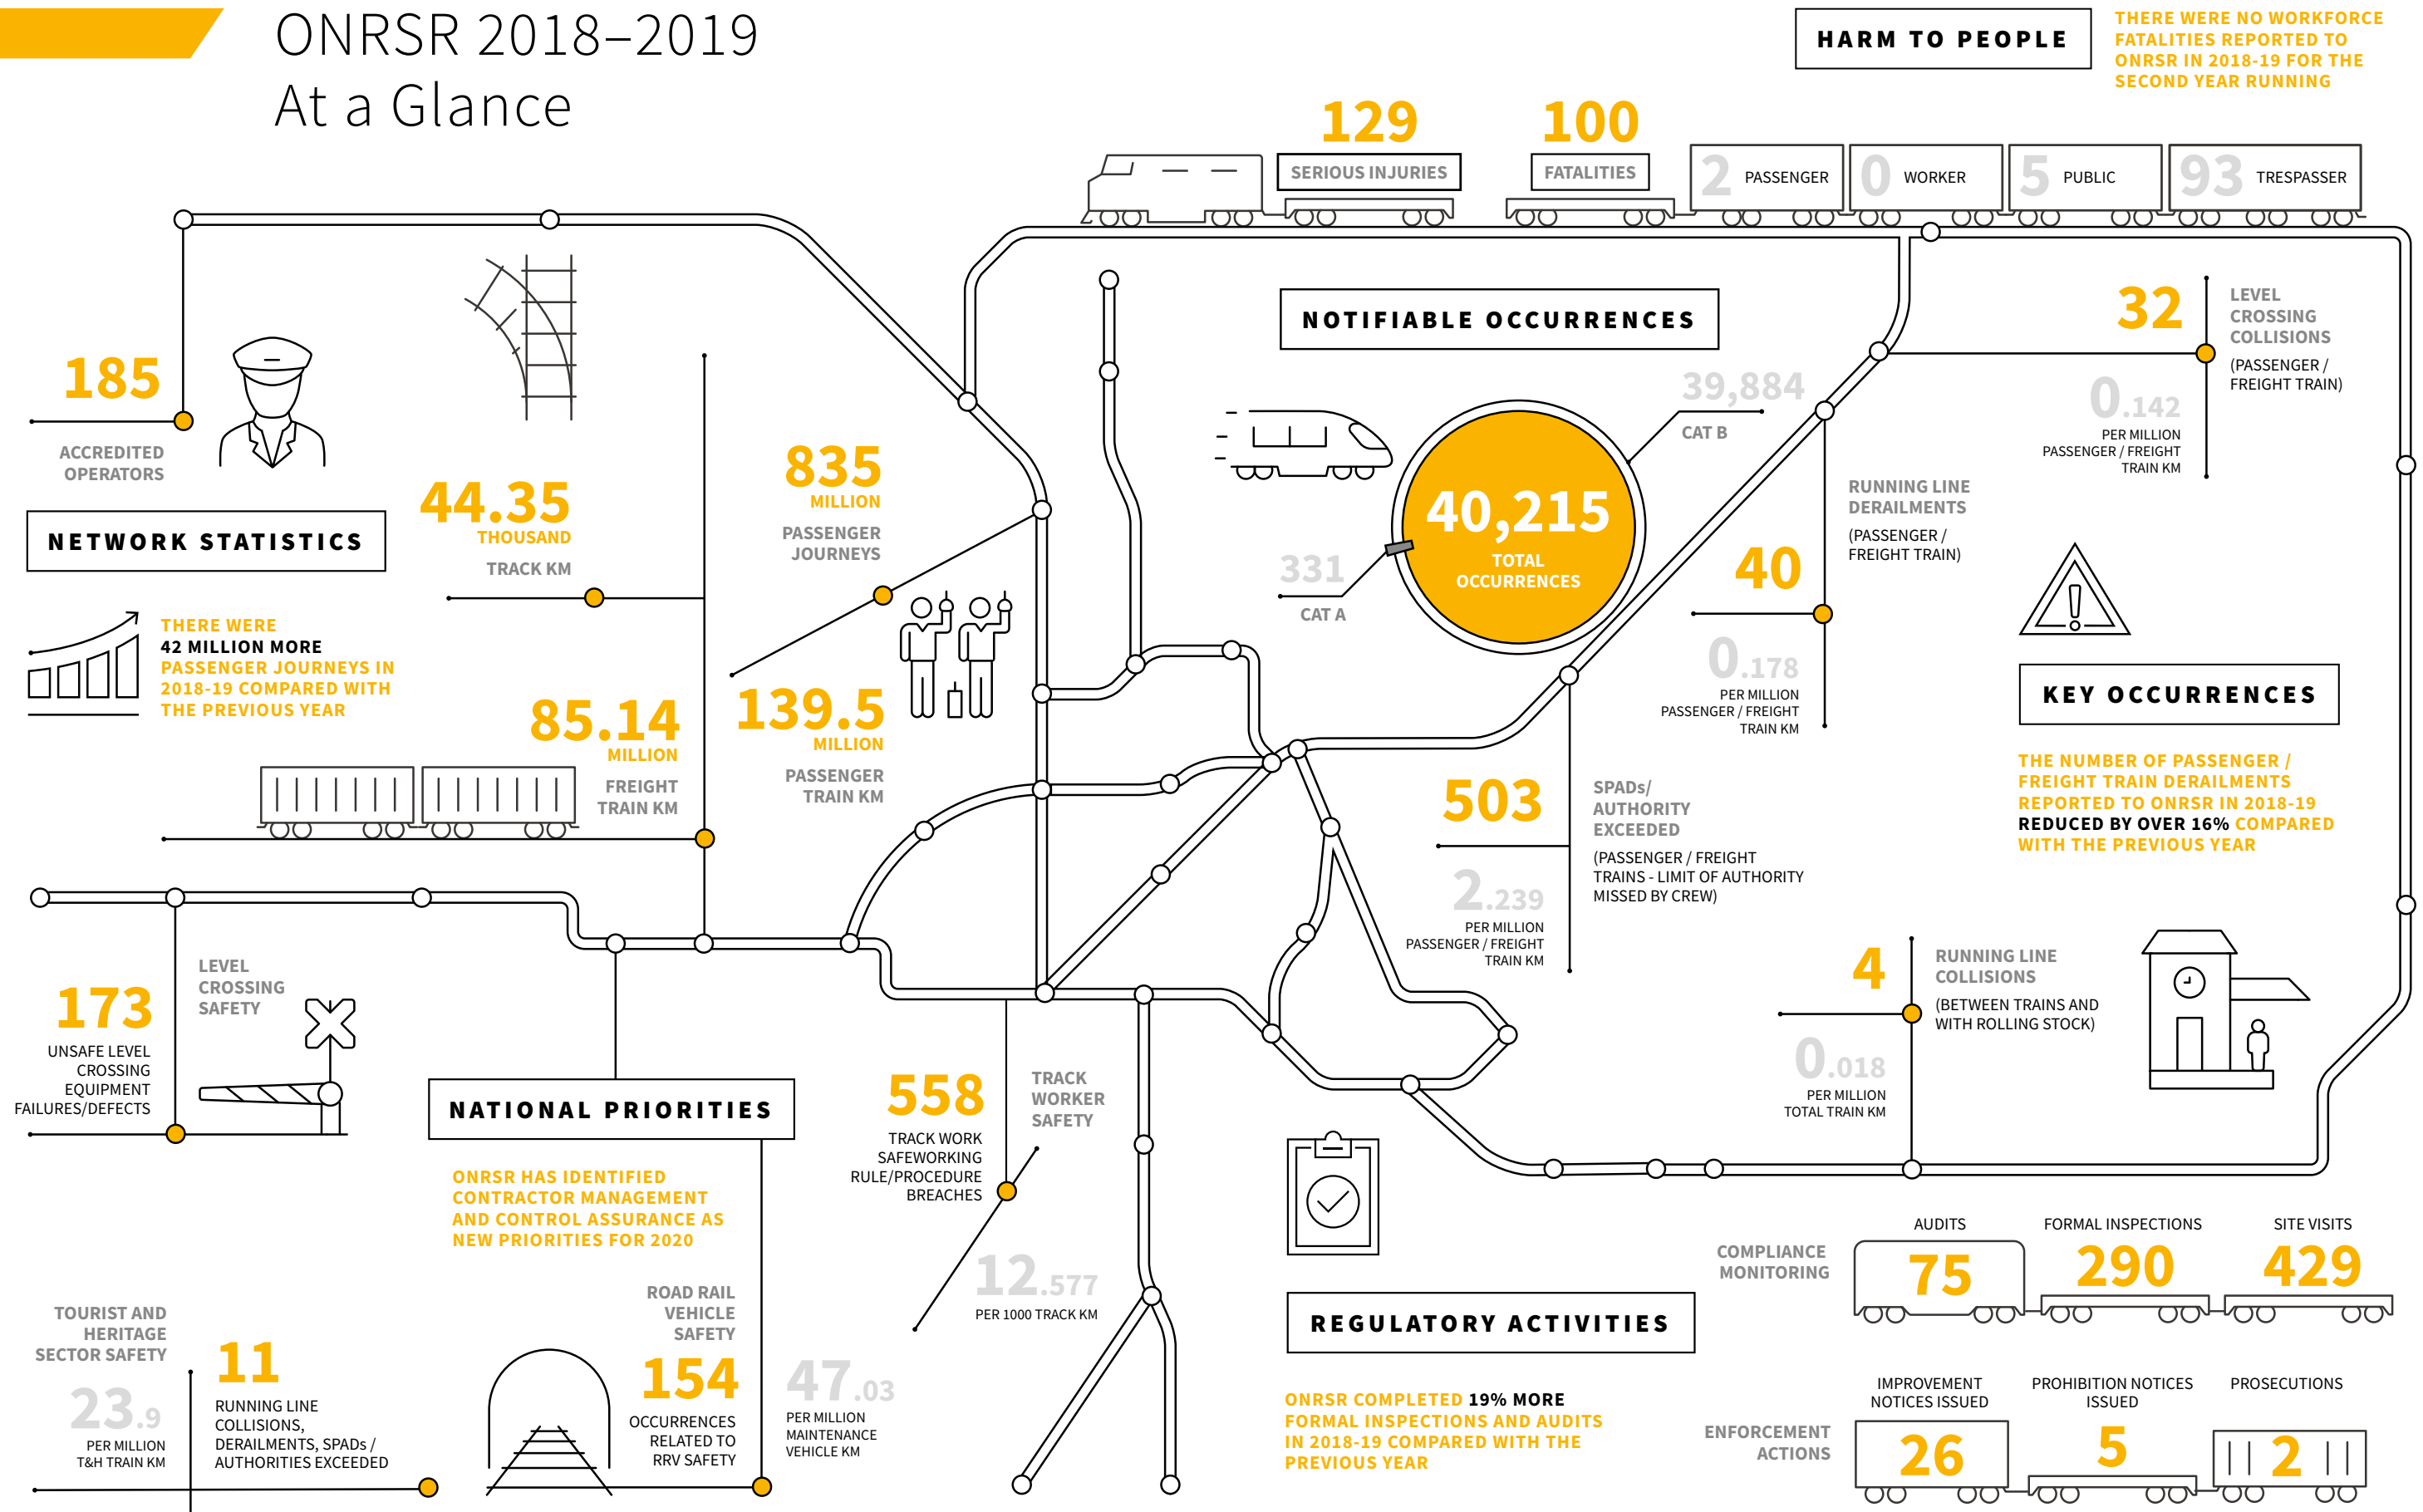 ONRSR 2018–2019
At a Glance
HARM TO PEOPLE
THERE WERE NO WORKFORCE
FATALITIES REPORTED TO
ONRSR IN 2018-19 FOR THE
SECOND YEAR RUNNING
129
SERIOUS INJURIES
100
FATALITIES
2 PASSENGER
0 WORKER
5 PUBLIC
93 TRESPASSER
185
ACCREDITED
OPERATORS
NETWORK STATISTICS
THERE WERE
42 MILLION MORE
PASSENGER JOURNEYS IN
2018-19 COMPARED WITH
THE PREVIOUS YEAR
44.35
THOUSAND
TRACK KM
835
MILLION
PASSENGER
JOURNEYS
85.14
MILLION
FREIGHT
TRAIN KM
139.5
MILLION
PASSENGER
TRAIN KM
NOTIFIABLE OCCURRENCES
39,884
CAT B
40,215
TOTAL
OCCURRENCES
331
CAT A
32
LEVEL
CROSSING
COLLISIONS
(PASSENGER /
FREIGHT TRAIN)
0.142
PER MILLION
PASSENGER / FREIGHT
TRAIN KM
RUNNING LINE
DERAILMENTS
(PASSENGER /
FREIGHT TRAIN)
40
0.178
PER MILLION
PASSENGER / FREIGHT
TRAIN KM
KEY OCCURRENCES
THE NUMBER OF PASSENGER /
FREIGHT TRAIN DERAILMENTS
REPORTED TO ONRSR IN 2018-19
REDUCED BY OVER 16% COMPARED
WITH THE PREVIOUS YEAR
503
SPADs/
AUTHORITY
EXCEEDED
(PASSENGER / FREIGHT
TRAINS - LIMIT OF AUTHORITY
MISSED BY CREW)
2.239
PER MILLION
PASSENGER / FREIGHT
TRAIN KM
4
RUNNING LINE
COLLISIONS
(BETWEEN TRAINS AND
WITH ROLLING STOCK)
0.018
PER MILLION
TOTAL TRAIN KM
LEVEL
CROSSING
SAFETY
173
UNSAFE LEVEL
CROSSING
EQUIPMENT
FAILURES/DEFECTS
NATIONAL PRIORITIES
ONRSR HAS IDENTIFIED
CONTRACTOR MANAGEMENT
AND CONTROL ASSURANCE AS
NEW PRIORITIES FOR 2020
558
TRACK WORK
SAFEWORKING
RULE/PROCEDURE
BREACHES
TRACK
WORKER
SAFETY
12.577
PER 1000 TRACK KM
TOURIST AND
HERITAGE
SECTOR SAFETY
23.9
PER MILLION
T&H TRAIN KM
11
RUNNING LINE
COLLISIONS,
DERAILMENTS, SPADs /
AUTHORITIES EXCEEDED
ROAD RAIL
VEHICLE
SAFETY
154
OCCURRENCES
RELATED TO
RRV SAFETY
47.03
PER MILLION
MAINTENANCE
VEHICLE KM
REGULATORY ACTIVITIES
ONRSR COMPLETED 19% MORE
FORMAL INSPECTIONS AND AUDITS
IN 2018-19 COMPARED WITH THE
PREVIOUS YEAR
COMPLIANCE
MONITORING
AUDITS
75
FORMAL INSPECTIONS
290
SITE VISITS
429
ENFORCEMENT
ACTIONS
IMPROVEMENT
NOTICES ISSUED
26
PROHIBITION NOTICES
ISSUED
5
PROSECUTIONS
2